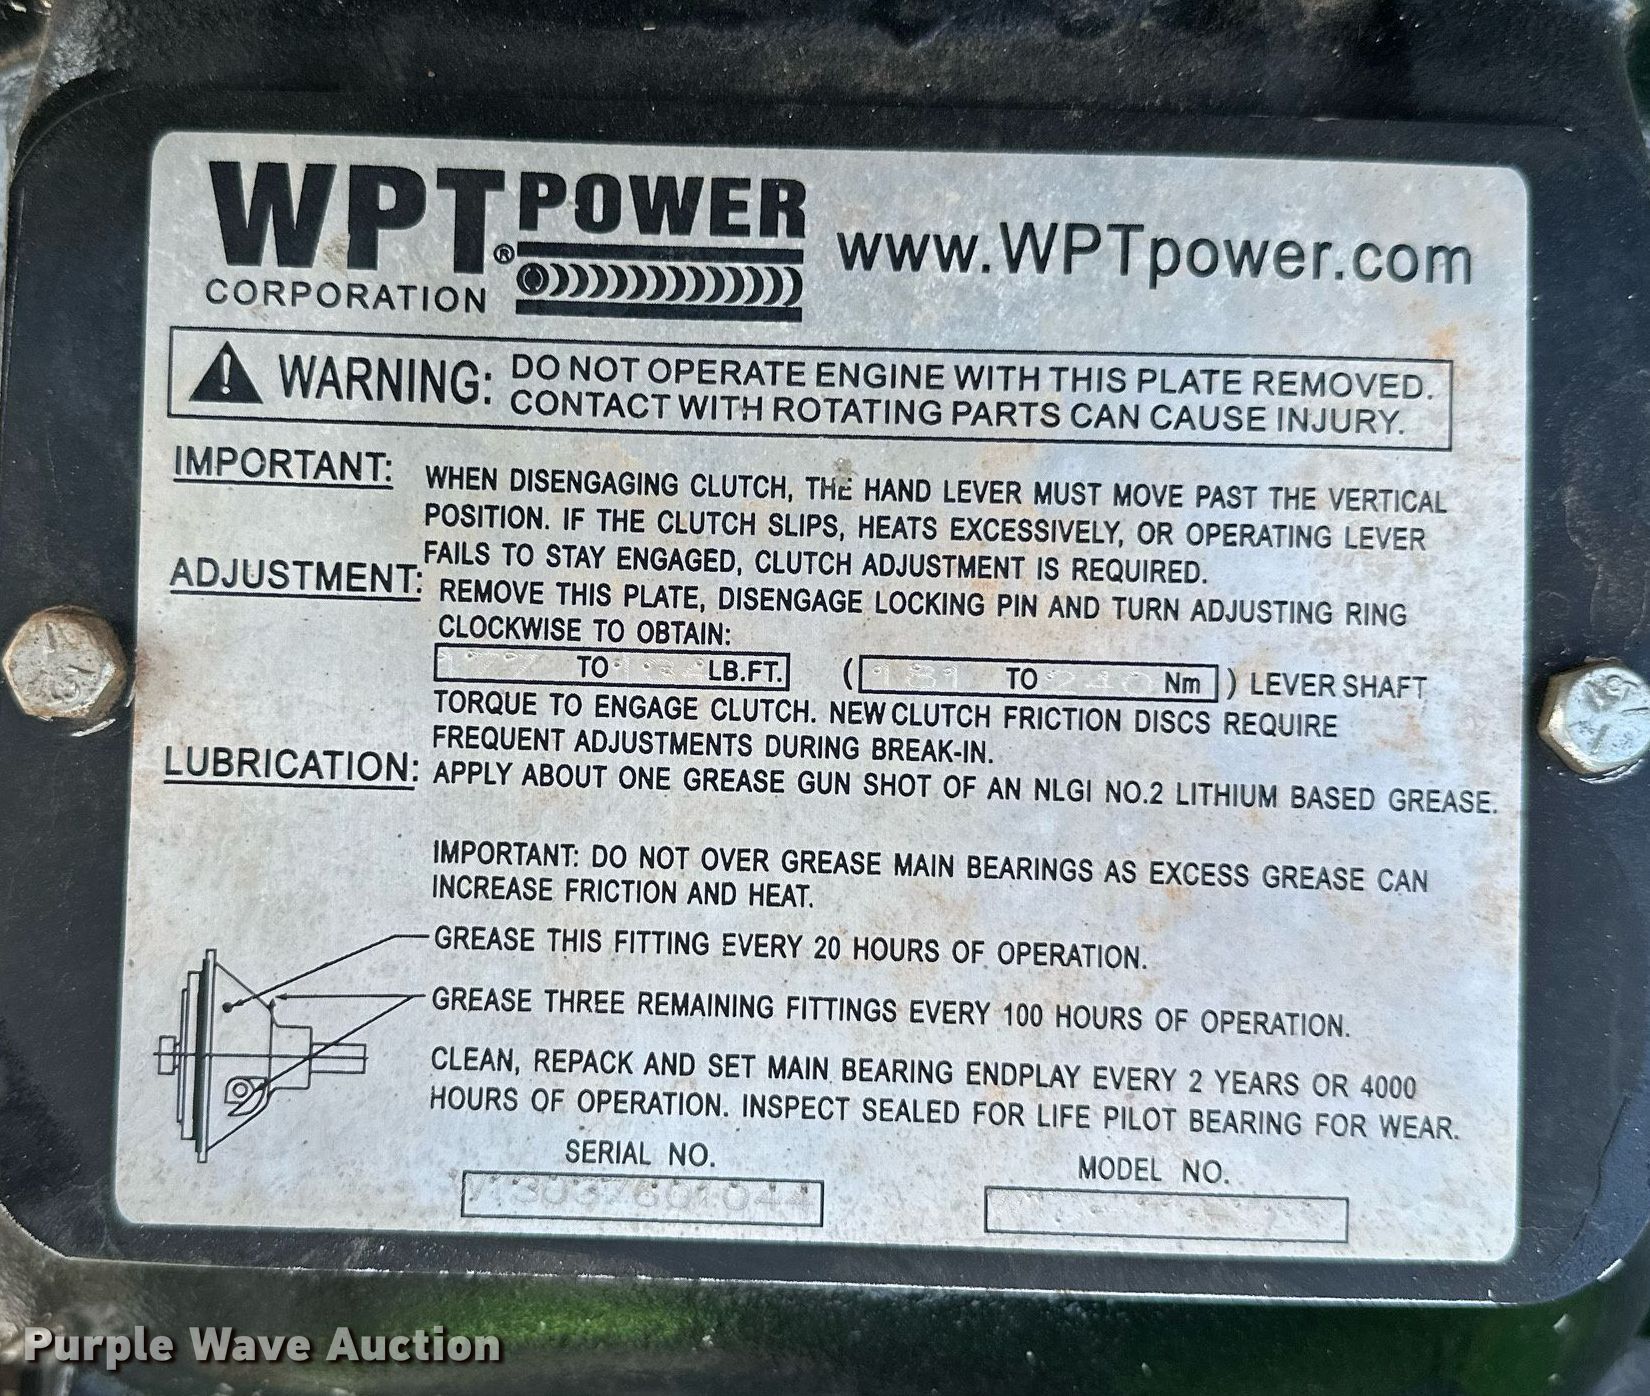 WPT POWER
® CORPORATION
www.WPTpower.com
WARNING: DO NOT OPERATE ENGINE WITH THIS PLATE REMOVED.
CONTACT WITH ROTATING PARTS CAN CAUSE INJURY.
IMPORTANT: WHEN DISENGAGING CLUTCH, THE HAND LEVER MUST MOVE PAST THE VERTICAL
POSITION. IF THE CLUTCH SLIPS, HEATS EXCESSIVELY, OR OPERATING LEVER
FAILS TO STAY ENGAGED, CLUTCH ADJUSTMENT IS REQUIRED.
ADJUSTMENT: REMOVE THIS PLATE, DISENGAGE LOCKING PIN AND TURN ADJUSTING RING
CLOCKWISE TO OBTAIN:
TO LB.FT. ( 181 TO Nm ) LEVER SHAFT
TORQUE TO ENGAGE CLUTCH. NEW CLUTCH FRICTION DISCS REQUIRE
FREQUENT ADJUSTMENTS DURING BREAK-IN.
LUBRICATION: APPLY ABOUT ONE GREASE GUN SHOT OF AN NLGI NO.2 LITHIUM BASED GREASE.
IMPORTANT: DO NOT OVER GREASE MAIN BEARINGS AS EXCESS GREASE CAN
INCREASE FRICTION AND HEAT.
GREASE THIS FITTING EVERY 20 HOURS OF OPERATION.
GREASE THREE REMAINING FITTINGS EVERY 100 HOURS OF OPERATION.
CLEAN, REPACK AND SET MAIN BEARING ENDPLAY EVERY 2 YEARS OR 4000
HOURS OF OPERATION. INSPECT SEALED FOR LIFE PILOT BEARING FOR WEAR.
SERIAL NO.
MODEL NO.
Purple Wave Auction